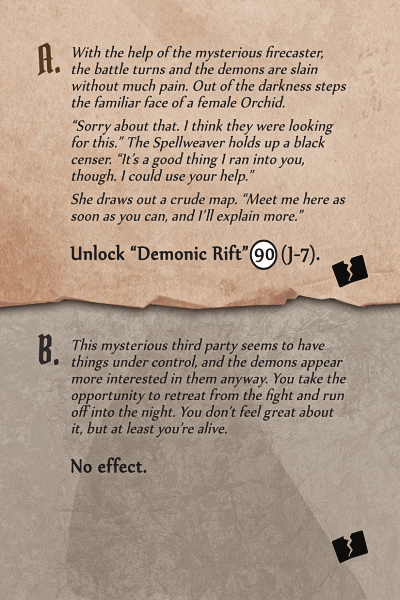 A.
With the help of the mysterious firecaster,
the battle turns and the demons are slain
without much pain. Out of the darkness steps
the familiar face of a female Orchid.
“Sorry about that. I think they were looking
for this.” The Spellweaver holds up a black
censer. “It’s a good thing I ran into you,
though. I could use your help.”
She draws out a crude map. “Meet me here as
soon as you can, and I’ll explain more.”
Unlock “Demonic Rift” 90 (J-7).
B.
This mysterious third party seems to have
things under control, and the demons appear
more interested in them anyway. You take the
opportunity to retreat from the fight and run
off into the night. You don’t feel great about
it, but at least you’re alive.
No effect.